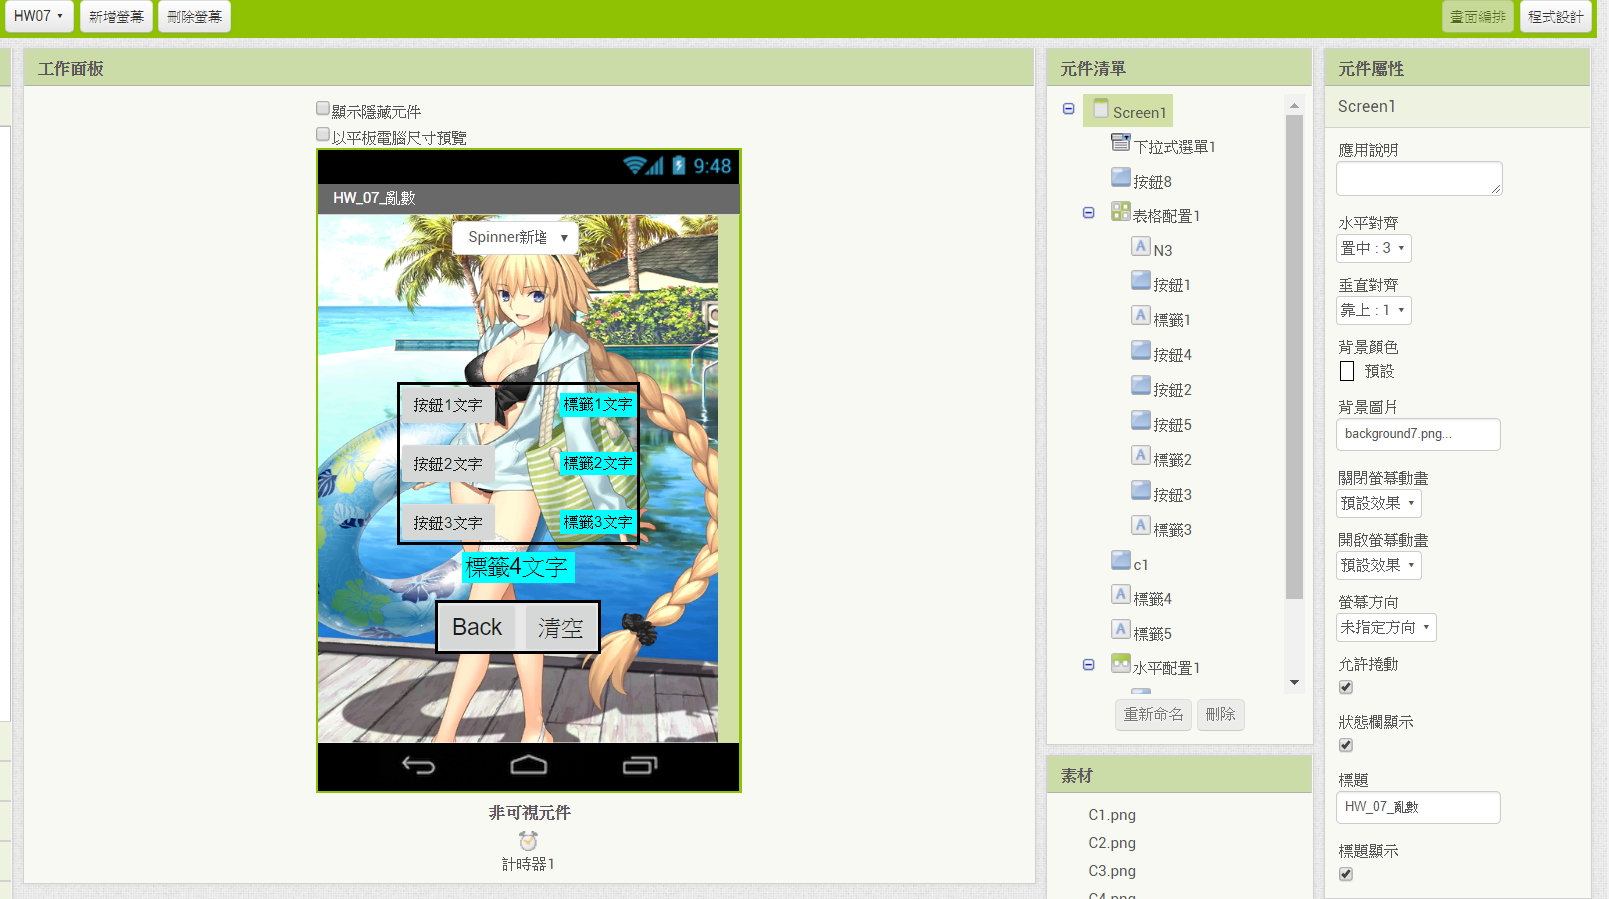 HW07
新增螢幕
刪除螢幕
畫面編排
程式設計
工作面板
顯示隱藏元件
以平板電腦尺寸預覽
9:48
HW_07_亂數
Spinner新增
按鈕1文字
標籤1文字
按鈕2文字
標籤2文字
按鈕3文字
標籤3文字
標籤4文字
Back
清空
非可視元件
計時器1
元件清單
Screen1
下拉式選單1
按鈕8
表格配置1
N3
按鈕1
標籤1
按鈕4
按鈕2
按鈕5
標籤2
按鈕3
標籤3
c1
標籤4
標籤5
水平配置1
重新命名
刪除
素材
C1.png
C2.png
C3.png
C4.png
元件屬性
Screen1
應用說明
水平對齊
置中 : 3
垂直對齊
靠上 : 1
背景顏色
預設
背景圖片
background7.png...
關閉螢幕動畫
預設效果
開啟螢幕動畫
預設效果
螢幕方向
未指定方向
允許捲動
狀態欄顯示
標題
HW_07_亂數
標題顯示